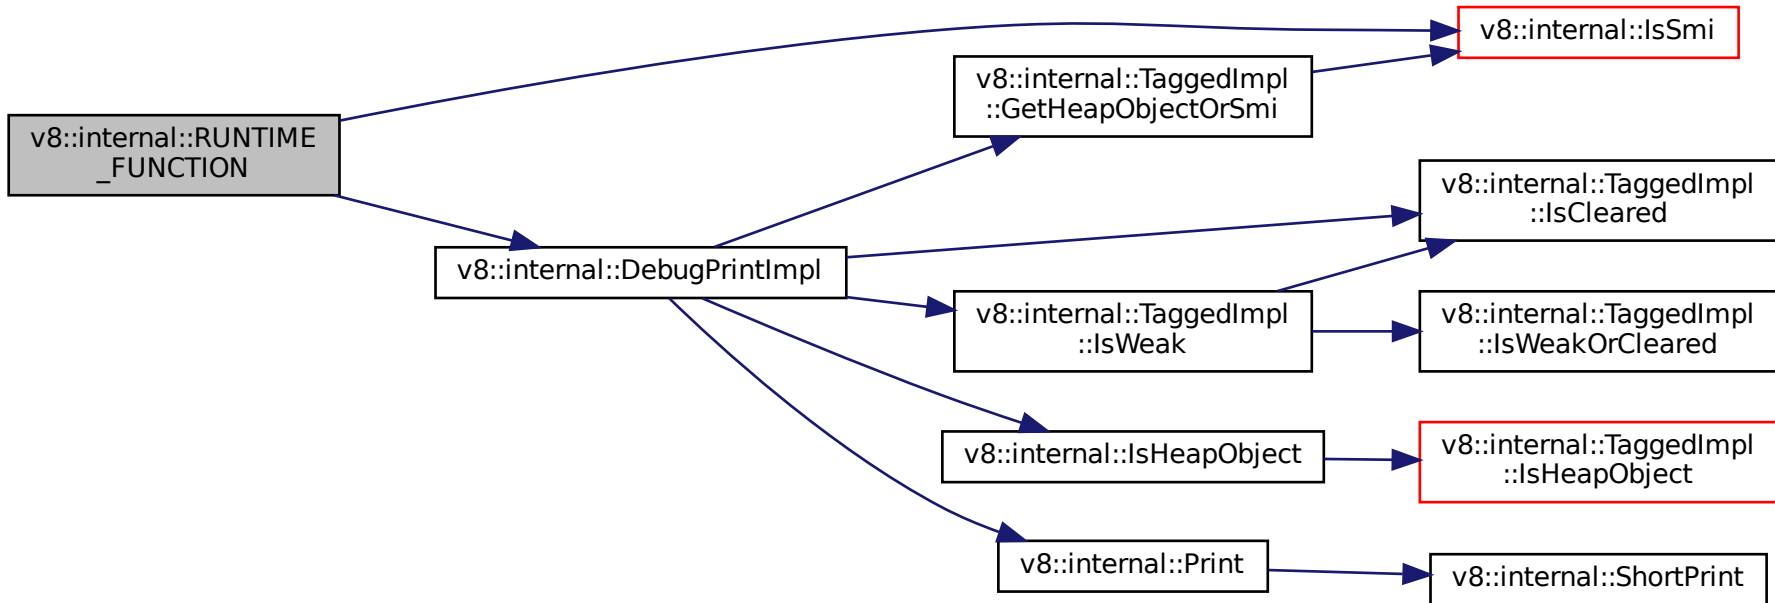 v8::internal::IsSmi
v8::internal::TaggedImpl
::GetHeapObjectOrSmi
v8::internal::RUNTIME
_FUNCTION
v8::internal::TaggedImpl
::IsCleared
v8::internal::DebugPrintImpl
v8::internal::TaggedImpl
::IsWeak
v8::internal::TaggedImpl
::IsWeakOrCleared
v8::internal::IsHeapObject
v8::internal::TaggedImpl
::IsHeapObject
v8::internal::Print
v8::internal::ShortPrint